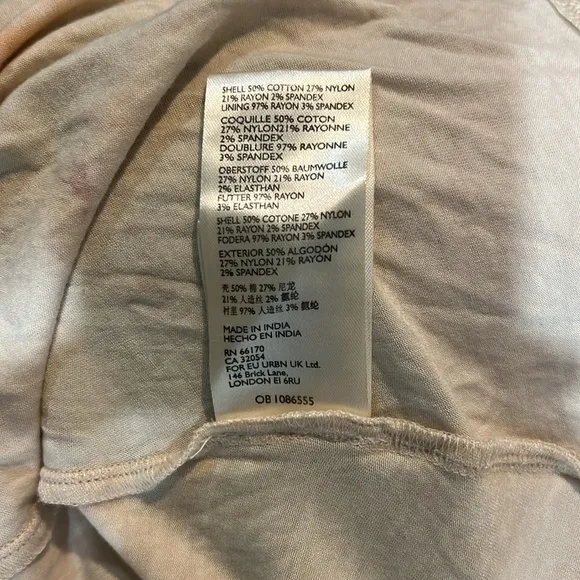 SHELL 50% COTTON 27% NYLON
21% RAYON 2% SPANDEX
LINING 97% RAYON 3% SPANDEX
COQUILLE 50% COTON
27% NYLON21% RAYONNE
2% SPANDEX
DOUBLURE 97% RAYONNE
3% SPANDEX
OBERSTOFF 50% BAUMWOLLE
27% NYLON 21% RAYON
2% ELASTHAN
FUTTER 97% RAYON
3% ELASTHAN
SHELL 50% COTONE 27% NYLON
21% RAYON 2% SPANDEX
FODERA 97% RAYON 3% SPANDEX
EXTERIOR 50% ALGODÓN
27% NYLON 21% RAYON
2% SPANDEX
壳 50% 棉 27% 尼龙
21% 人造丝 2% 氨纶
衬里 97% 人造丝 3% 氨纶
MADE IN INDIA
HECHO EN INDIA
RN 66170
CA 32054
FOR EU URBN UK Ltd.
146 Brick Lane,
LONDON E1 6RU
OB1086555